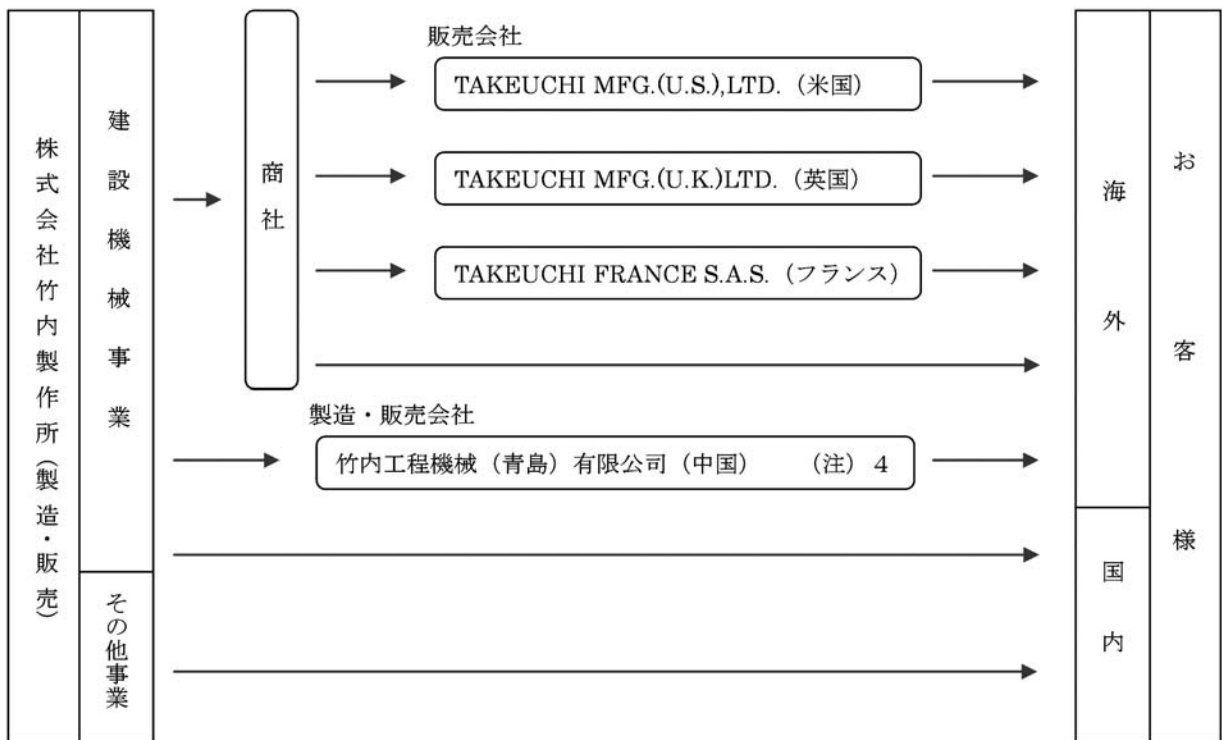 株式会社竹内製作所(製造・販売)
建設機械事業
その他事業
商社
販売会社
TAKEUCHI MFG.(U.S.),LTD.（米国）
TAKEUCHI MFG.(U.K.)LTD.（英国）
TAKEUCHI FRANCE S.A.S.（フランス）
製造・販売会社
竹内工程機械（青島）有限公司（中国）　　（注）４
海外
国内
お客様